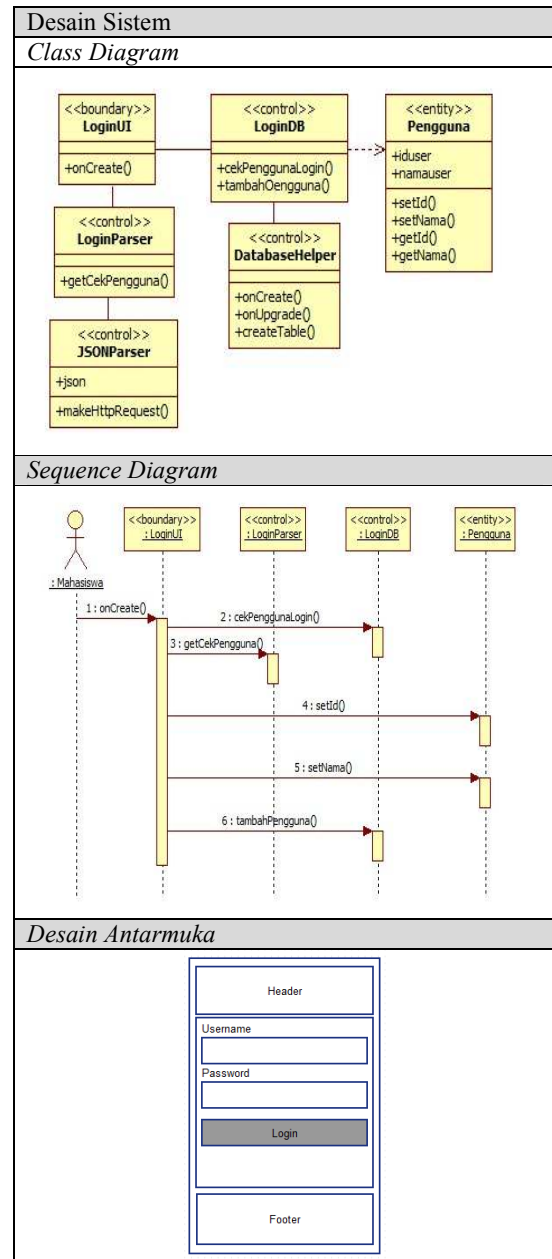 Desain Sistem
Class Diagram
<<boundary>>
LoginUI
+onCreate()
<<control>>
LoginDB
+cekPenggunaLogin()
+tambahOengguna()
<<entity>>
Pengguna
+iduser
+namauser
+setId()
+setNama()
+getId()
+getNama()
<<control>>
LoginParser
+getCekPengguna()
<<control>>
DatabaseHelper
+onCreate()
+onUpgrade()
+createTable()
<<control>>
JSONParser
+json
+makeHttpRequest()
Sequence Diagram
<<boundary>>
: LoginUI
<<control>>
: LoginParser
<<control>>
: LoginDB
<<entity>>
: Pengguna
: Mahasiswa
1 : onCreate()
2 : cekPenggunaLogin()
3 : getCekPengguna()
4 : setId()
5 : setNama()
6 : tambahPengguna()
Desain Antarmuka
Header
Username
Password
Login
Footer